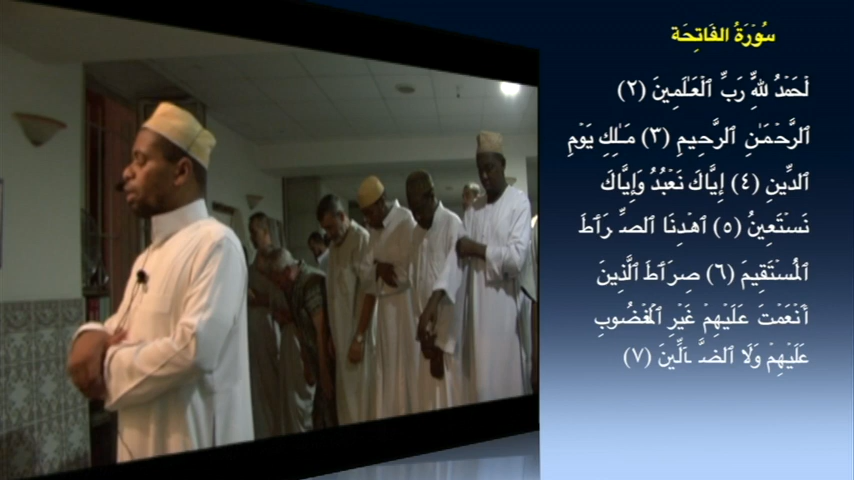 سُوْرَةُ الفَاتِحَة
لْحَمْدُ لِلَّهِ رَبِّ ٱلْعَـٰلَمِينَ (٢)
ٱلرَّحْمَـٰنِ ٱلرَّحِيمِ (٣) مَـٰلِكِ يَوْمِ
ٱلدِّينِ (٤) إِيَّاكَ نَعْبُدُ وَإِيَّاكَ
نَسْتَعِينُ (٥) ٱهْدِنَا ٱلصِّرَٰطَ
ٱلْمُسْتَقِيمَ (٦) صِرَٰطَ ٱلَّذِينَ
أَنْعَمْتَ عَلَيْهِمْ غَيْرِ ٱلْمَغْضُوبِ
عَلَيْهِمْ وَلَا ٱلضَّآلِّينَ (٧)